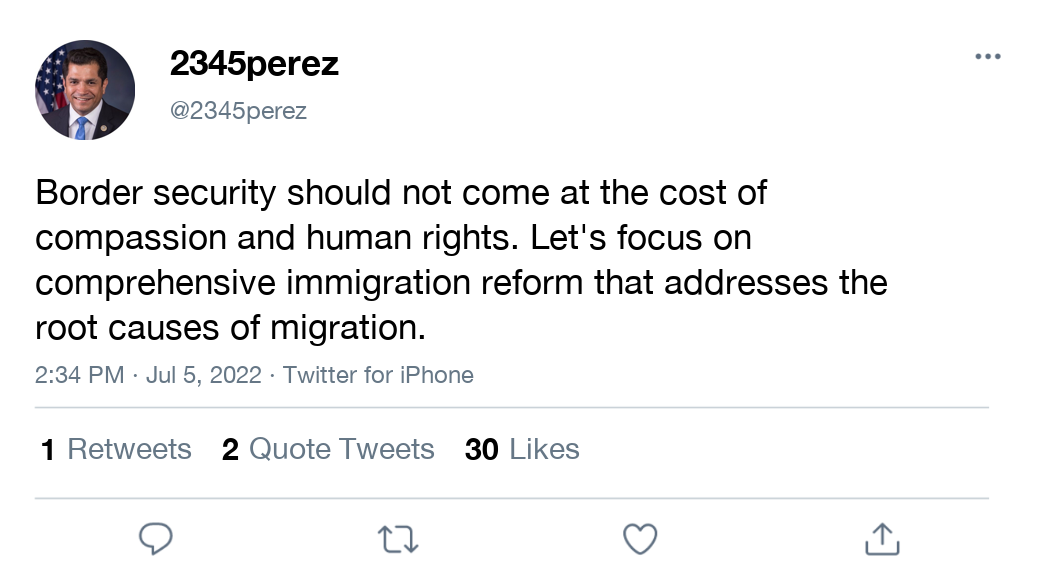 2345perez
@2345perez
Border security should not come at the cost of
compassion and human rights. Let's focus on
comprehensive immigration reform that addresses the
root causes of migration.
2:34 PM · Jul 5, 2022 · Twitter for iPhone
1 Retweets 2 Quote Tweets 30 Likes